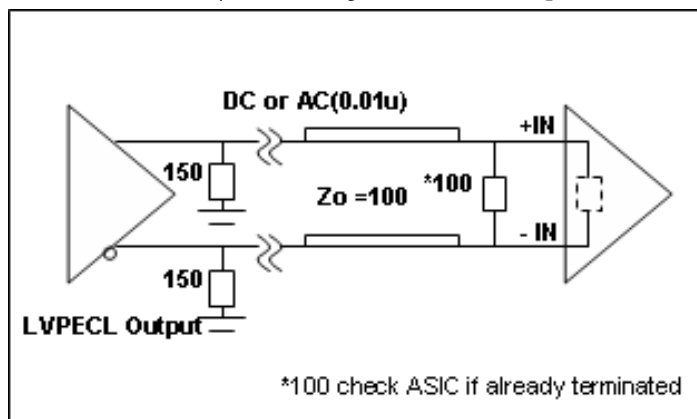 DC or AC(0.01u)
+IN
150
Zo =100
*100
- IN
150
LVPECL Output
*100 check ASIC if already terminated